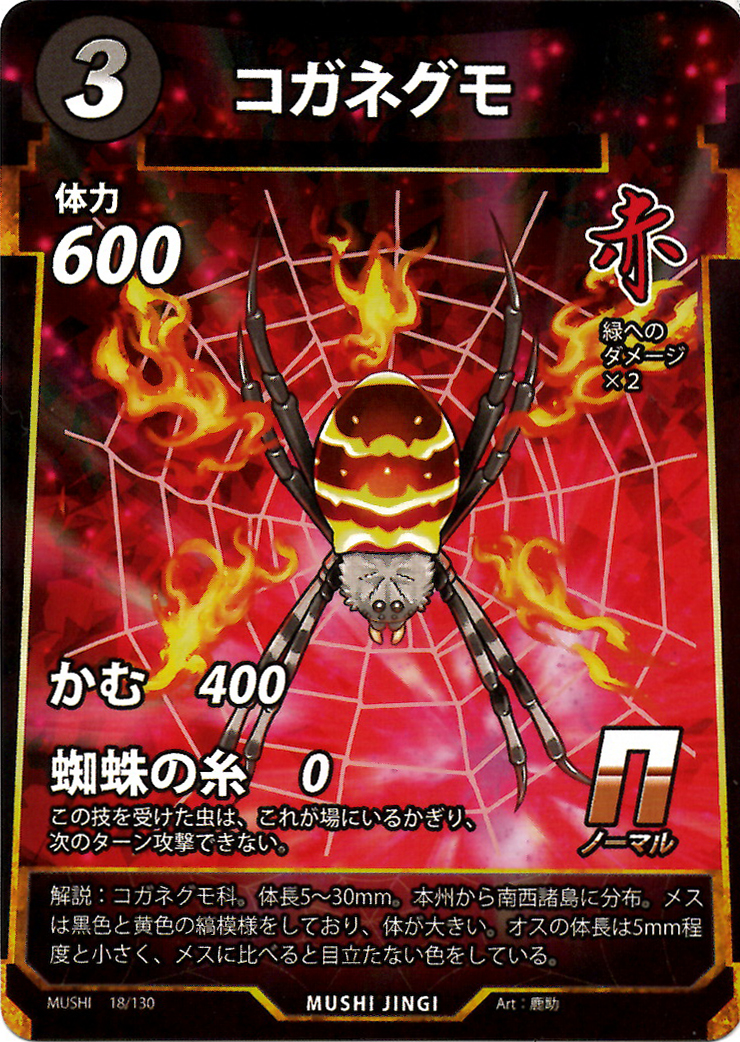 3
コガネグモ
体力
600
赤
緑への
ダメージ
×2
かむ 400
蜘蛛の糸 0
この技を受けた虫は、これが場にいるかぎり、
次のターン攻撃できない。
ノーマル
解説：コガネグモ科。体長5〜30mm。本州から南西諸島に分布。メス
は黒色と黄色の縞模様をしており、体が大きい。オスの体長は5mm程
度と小さく、メスに比べると目立たない色をしている。
MUSHI 18/130
MUSHI JINGI
Art：鹿助